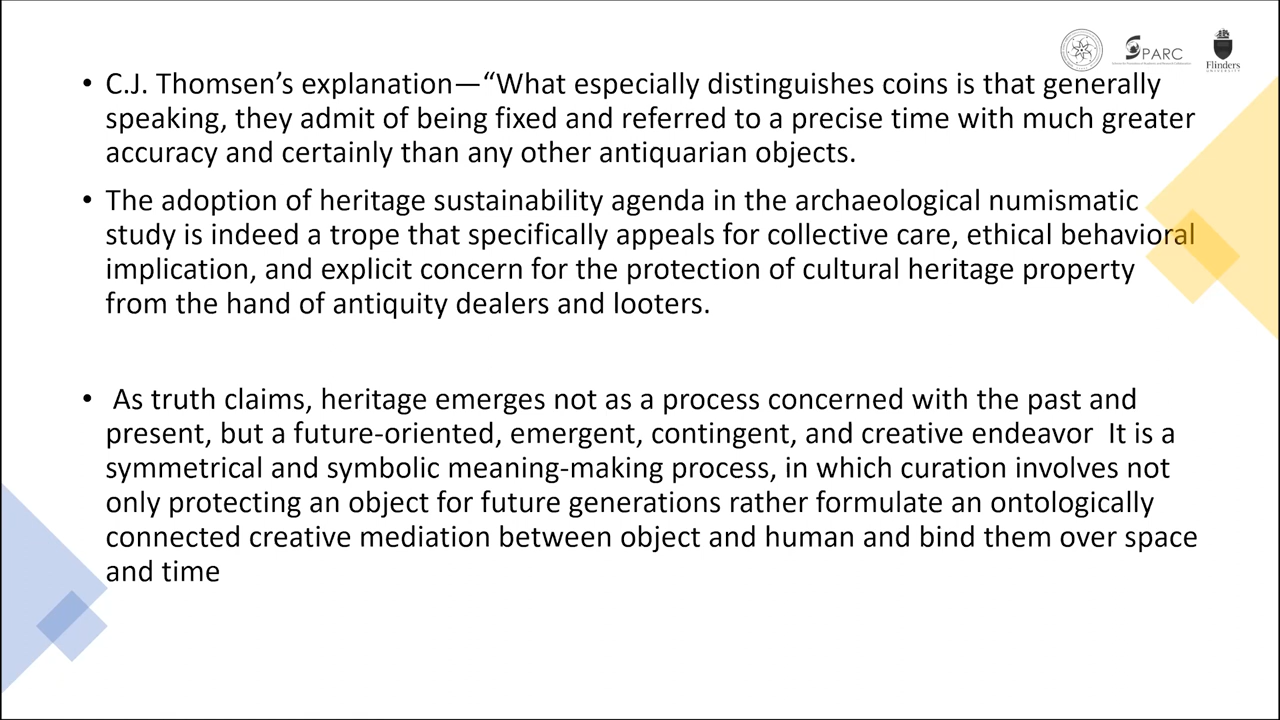 SPARC
Flinders
UNIVERSITY
• C.J. Thomsen’s explanation—“What especially distinguishes coins is that generally
speaking, they admit of being fixed and referred to a precise time with much greater
accuracy and certainly than any other antiquarian objects.
• The adoption of heritage sustainability agenda in the archaeological numismatic
study is indeed a trope that specifically appeals for collective care, ethical behavioral
implication, and explicit concern for the protection of cultural heritage property
from the hand of antiquity dealers and looters.
• As truth claims, heritage emerges not as a process concerned with the past and
present, but a future-oriented, emergent, contingent, and creative endeavor  It is a
symmetrical and symbolic meaning-making process, in which curation involves not
only protecting an object for future generations rather formulate an ontologically
connected creative mediation between object and human and bind them over space
and time